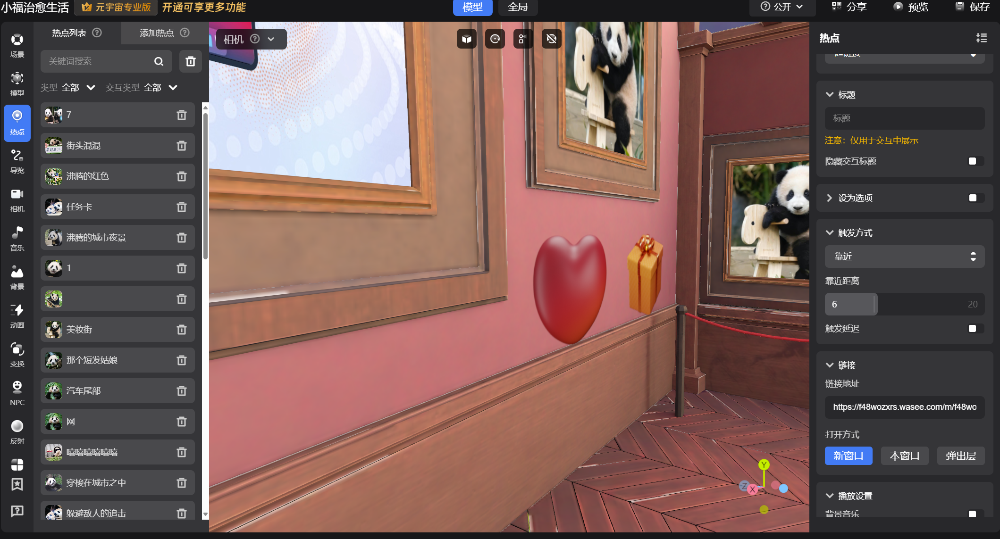 小福治愈生活
元宇宙专业版
开通可享更多功能
模型
全局
公开
分享
预览
保存
场景
模型
热点
导览
相机
音乐
背景
动画
变换
NPC
反射
热点列表
添加热点
关键词搜索
类型 全部
交互类型 全部
7
街头混混
沸腾的红色
任务卡
沸腾的城市夜景
1
美妆街
那个短发姑娘
汽车尾部
网
嘻嘻嘻嘻嘻嘻
穿梭在城市之中
躲避敌人的追击
相机
Y
Z
X
热点
超链接
标题
标题
注意：仅用于交互中展示
隐藏交互标题
设为选项
触发方式
靠近
靠近距离
6
20
触发延迟
链接
链接地址
https://f48wozxrs.wasee.com/m/f48wo
打开方式
新窗口
本窗口
弹出层
播放设置
背景音乐